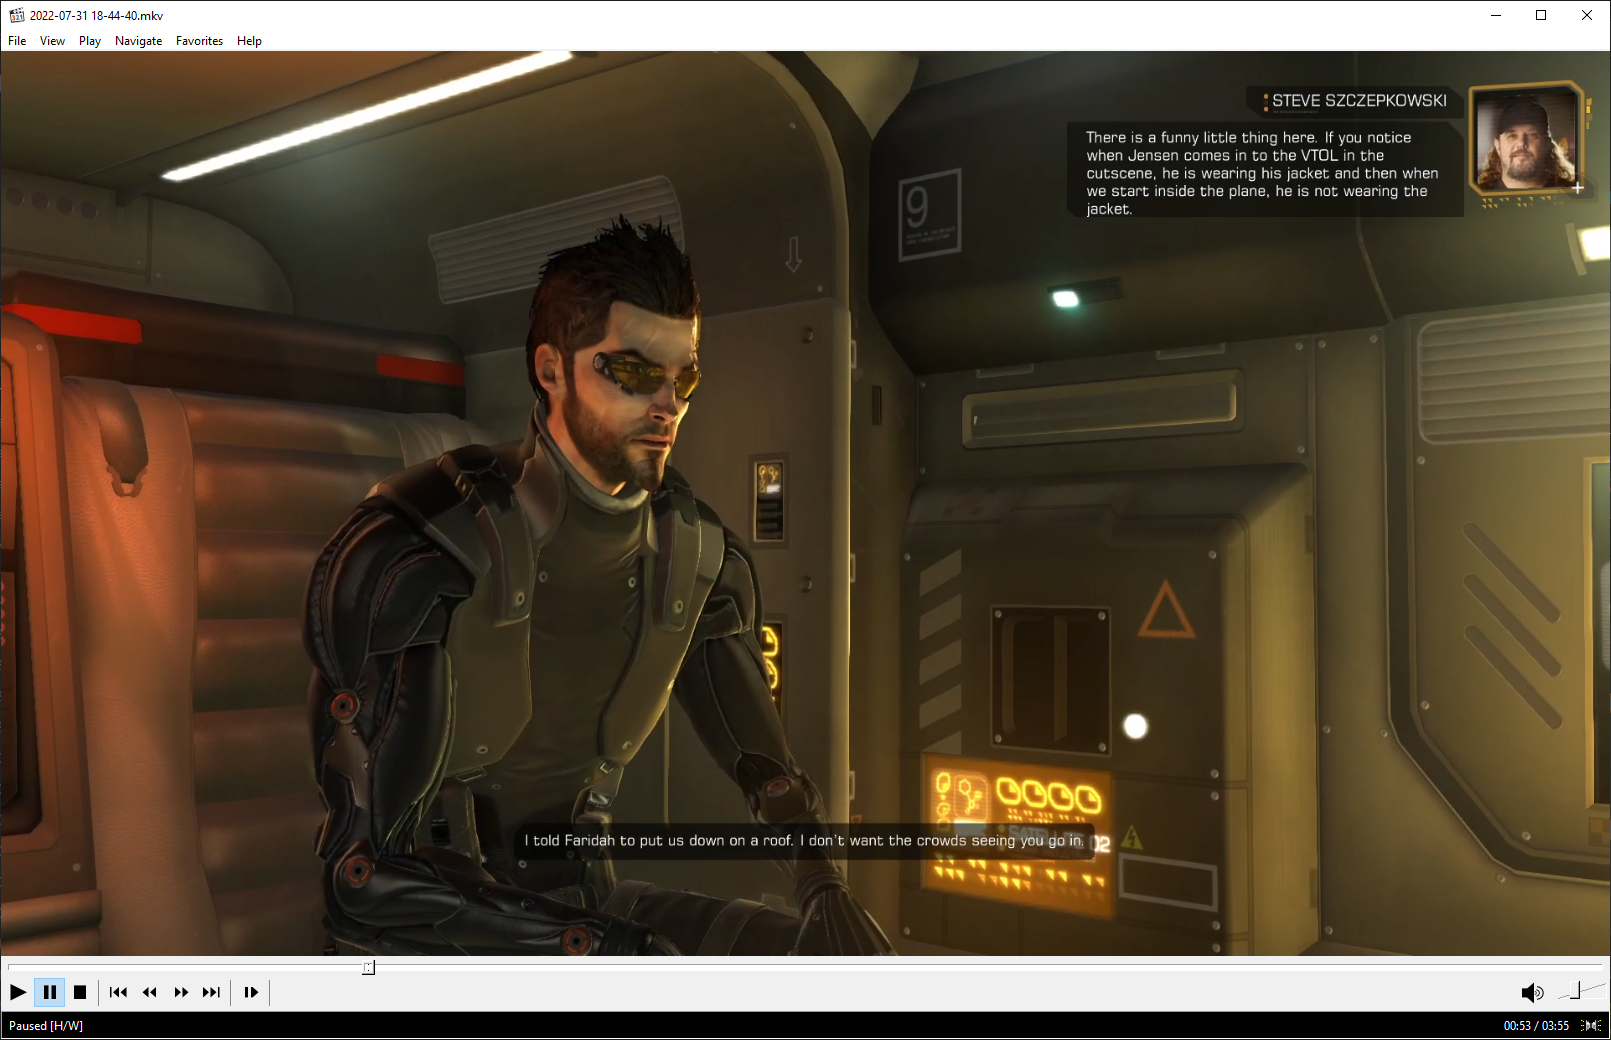 2022-07-31 18-44-40.mkv
File View Play Navigate Favorites Help
STEVE SZCZEPKOWSKI
There is a funny little thing here. If you notice
when Jensen comes in to the VTOL in the
cutscene, he is wearing his jacket and then when
we start inside the plane, he is not wearing the
jacket.
9
I told Faridah to put us down on a roof. I don't want the crowds seeing you go in.
02
Paused [H/W]
00:53 / 03:55